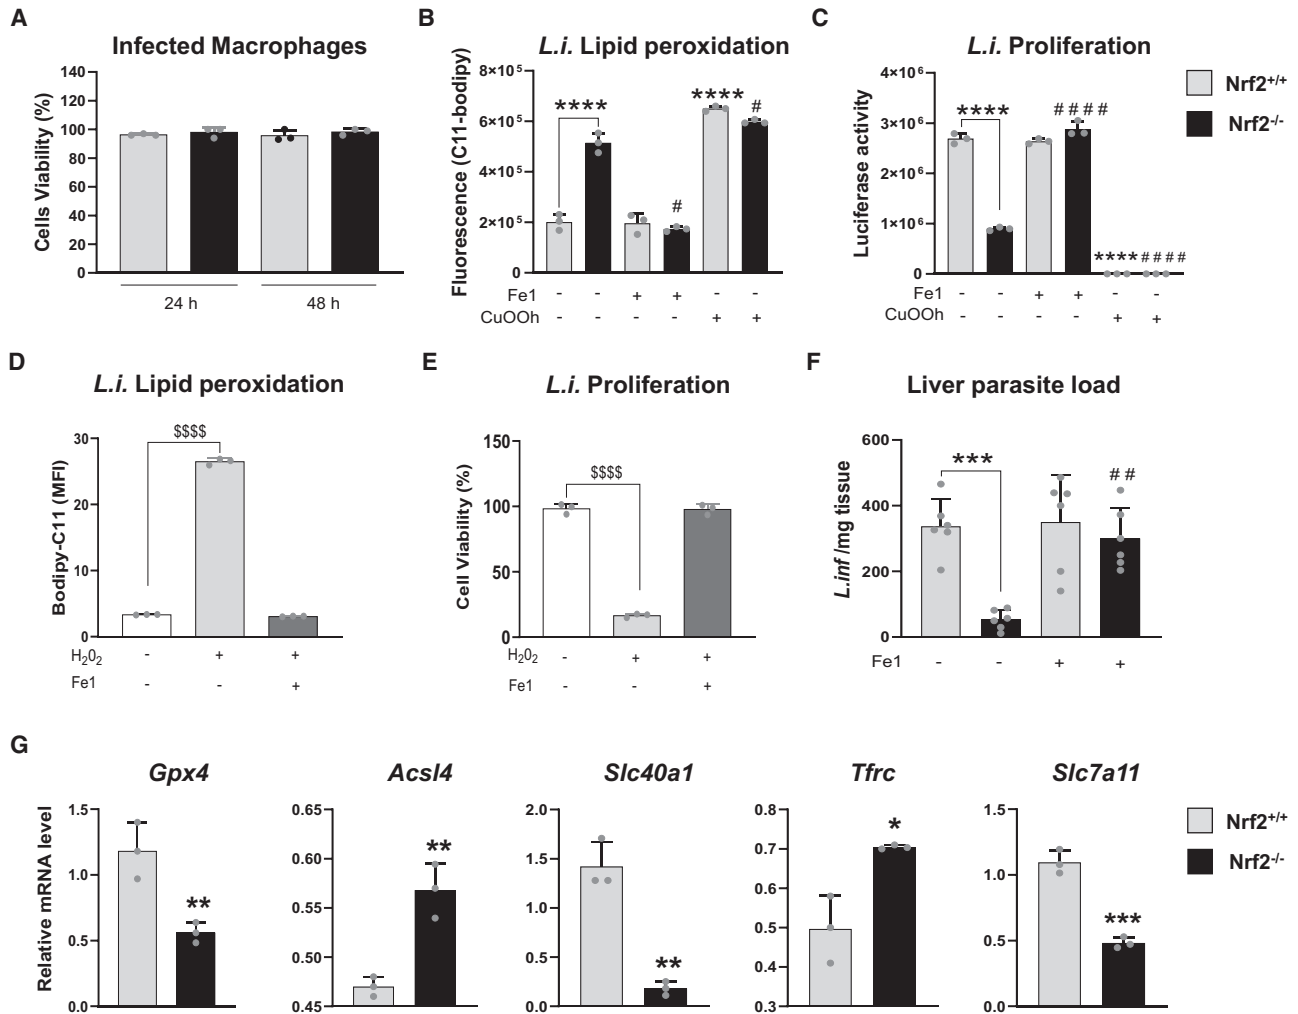 A
Infected Macrophages
Cells Viability (%)
140
120
100
80
60
40
20
0
24 h
48 h
B
L.i. Lipid peroxidation
Fluorescence (C11-bodipy)
8×10⁵
6×10⁵
4×10⁵
2×10⁵
0
****
#
****
#
Fe1 - - + + - -
CuOOh - - - - + +
C
L.i. Proliferation
Luciferase activity
4×10⁶
3×10⁶
2×10⁶
1×10⁶
0
****
####
****
####
Fe1 - - + + - -
CuOOh - - - - + +
Nrf2+/+
Nrf2-/-
D
L.i. Lipid peroxidation
Bodipy-C11 (MFI)
30
20
10
0
$$$$
H₂0₂ - + +
Fe1 - - +
E
L.i. Proliferation
Cell Viability (%)
150
100
50
0
$$$$
H₂0₂ - + +
Fe1 - - +
F
Liver parasite load
L.inf /mg tissue
600
400
200
0
***
##
Fe1 - - + +
G
Relative mRNA level
Gpx4
1.5
1.0
0.5
0.0
**
Acsl4
0.65
0.60
0.55
0.50
0.45
**
Slc40a1
2.0
1.5
1.0
0.5
0.0
**
Tfrc
0.8
0.7
0.6
0.5
0.4
0.3
*
Slc7a11
1.5
1.0
0.5
0.0
***
Nrf2+/+
Nrf2-/-